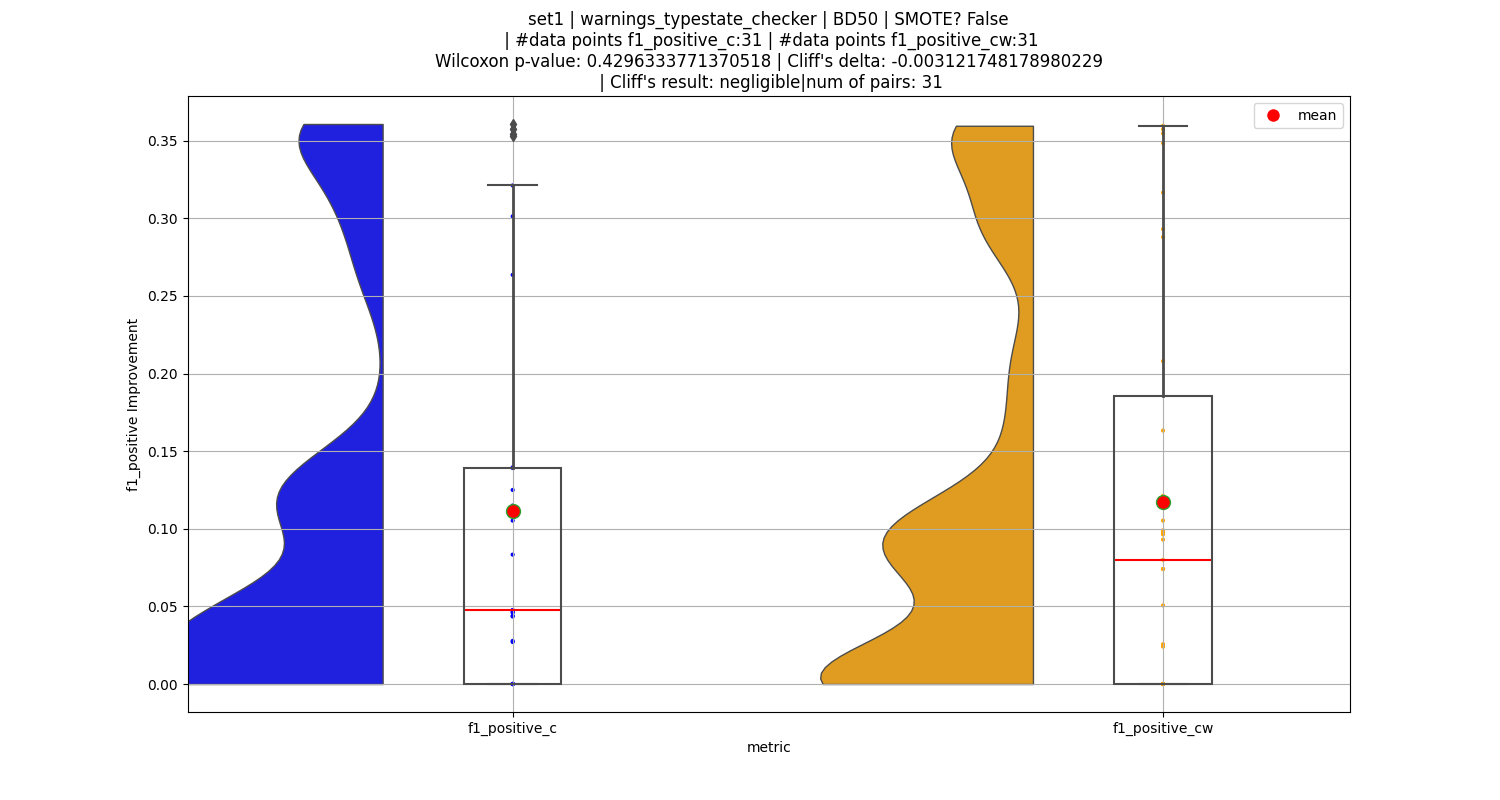 set1 | warnings_typestate_checker | BD50 | SMOTE? False
| #data points f1_positive_c:31 | #data points f1_positive_cw:31
Wilcoxon p-value: 0.4296333771370518 | Cliff's delta: -0.003121748178980229
| Cliff's result: negligible|num of pairs: 31
mean
0.35
0.30
0.25
0.20
0.15
0.10
0.05
0.00
f1_positive Improvement
f1_positive_c
f1_positive_cw
metric